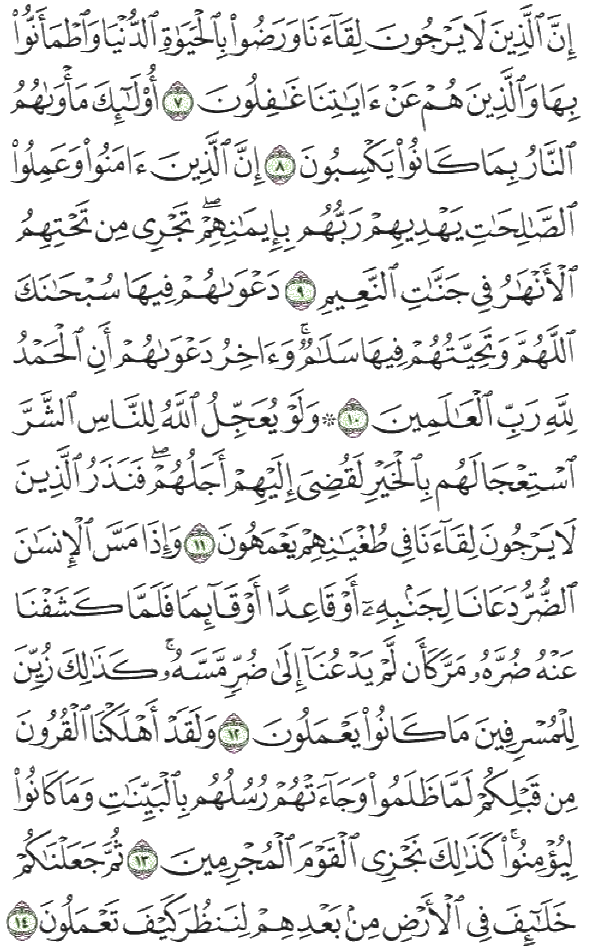 إِنَّ ٱلَّذِينَ لَا يَرْجُونَ لِقَآءَنَا وَرَضُوا۟ بِٱلْحَيَوٰةِ ٱلدُّنْيَا وَٱطْمَأَنُّوا۟
بِهَا وَٱلَّذِينَ هُمْ عَنْ ءَايَـٰتِنَا غَـٰفِلُونَ ٧ أُو۟لَـٰٓئِكَ مَأْوَىٰهُمُ
ٱلنَّارُ بِمَا كَانُوا۟ يَكْسِبُونَ ٨ إِنَّ ٱلَّذِينَ ءَامَنُوا۟ وَعَمِلُوا۟
ٱلصَّـٰلِحَـٰتِ يَهْدِيهِمْ رَبُّهُم بِإِيمَـٰنِهِمْ ۖ تَجْرِى مِن تَحْتِهِمُ
ٱلْأَنْهَـٰرُ فِى جَنَّـٰتِ ٱلنَّعِيمِ ٩ دَعْوَىٰهُمْ فِيهَا سُبْحَـٰنَكَ
ٱللَّهُمَّ وَتَحِيَّتُهُمْ فِيهَا سَلَـٰمٌ ۚ وَءَاخِرُ دَعْوَىٰهُمْ أَنِ ٱلْحَمْدُ
لِلَّهِ رَبِّ ٱلْعَـٰلَمِينَ ١٠ ۞ وَلَوْ يُعَجِّلُ ٱللَّهُ لِلنَّاسِ ٱلشَّرَّ
ٱسْتِعْجَالَهُم بِٱلْخَيْرِ لَقُضِىَ إِلَيْهِمْ أَجَلُهُمْ ۖ فَنَذَرُ ٱلَّذِينَ
لَا يَرْجُونَ لِقَآءَنَا فِى طُغْيَـٰنِهِمْ يَعْمَهُونَ ١١ وَإِذَا مَسَّ ٱلْإِنسَـٰنَ
ٱلضُّرُّ دَعَانَا لِجَنۢبِهِۦٓ أَوْ قَاعِدًا أَوْ قَآئِمًا فَلَمَّا كَشَفْنَا
عَنْهُ ضُرَّهُۥ مَرَّ كَأَن لَّمْ يَدْعُنَآ إِلَىٰ ضُرٍّ مَّسَّهُۥ ۚ كَذَٰلِكَ زُيِّنَ
لِلْمُسْرِفِينَ مَا كَانُوا۟ يَعْمَلُونَ ١٢ وَلَقَدْ أَهْلَكْنَا ٱلْقُرُونَ
مِن قَبْلِكُمْ لَمَّا ظَلَمُوا۟ وَجَآءَتْهُمْ رُسُلُهُم بِٱلْبَيِّنَـٰتِ وَمَا كَانُوا۟
لِيُؤْمِنُوا۟ ۚ كَذَٰلِكَ نَجْزِى ٱلْقَوْمَ ٱلْمُجْرِمِينَ ١٣ ثُمَّ جَعَلْنَـٰكُمْ
خَلَـٰٓئِفَ فِى ٱلْأَرْضِ مِنۢ بَعْدِهِمْ لِنَنظُرَ كَيْفَ تَعْمَلُونَ ١٤